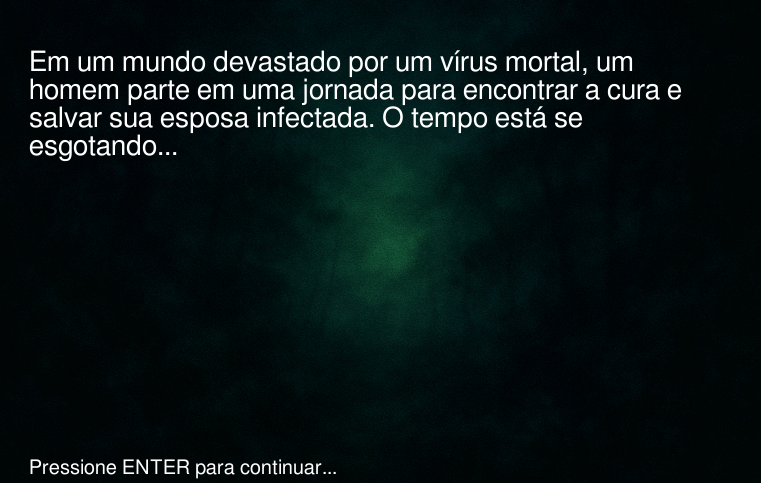 Em um mundo devastado por um vírus mortal, um
homem parte em uma jornada para encontrar a cura e
salvar sua esposa infectada. O tempo está se
esgotando...
Pressione ENTER para continuar...